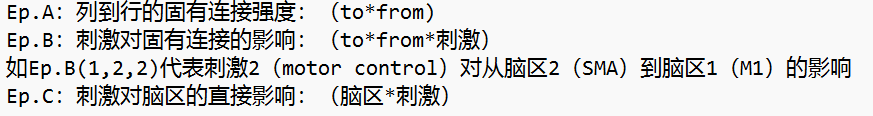 Ep.A: 列到行的固有连接强度: (to*from)
Ep.B: 刺激对固有连接的影响: (to*from*刺激)
如Ep.B(1,2,2)代表刺激2 (motor control) 对从脑区2 (SMA) 到脑区1 (M1) 的影响
Ep.C: 刺激对脑区的直接影响: (脑区*刺激)